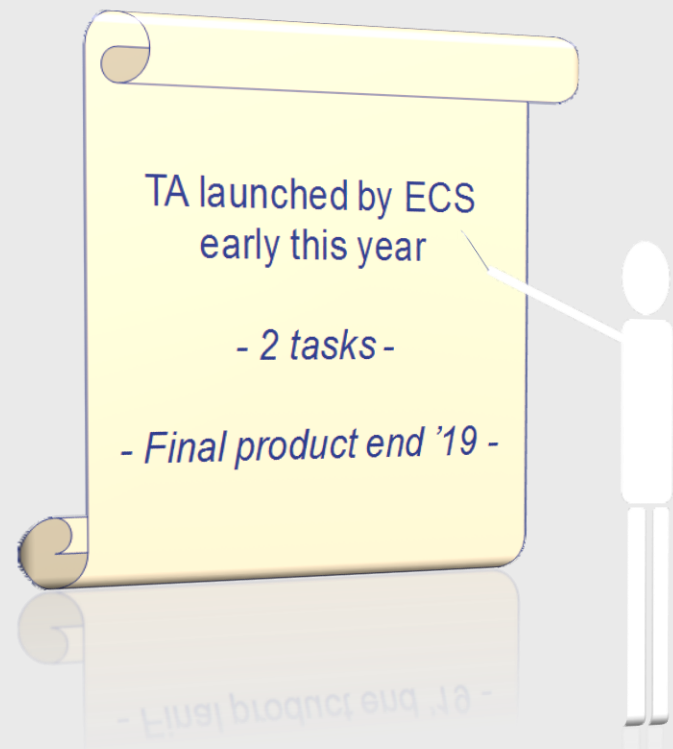 TA launched by ECS
early this year
- 2 tasks -
- Final product end ’19 -